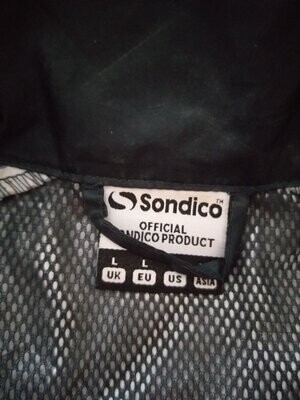 Sondico™
OFFICIAL
SONDICO PRODUCT
L L
UK EU US ASIA